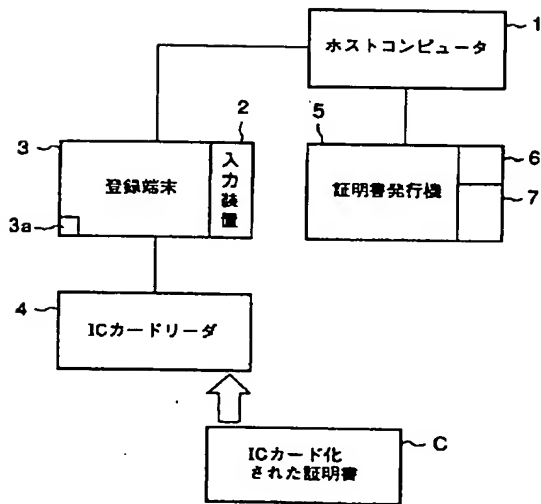 1
ホストコンピュータ
2
3
登録端末
入力装置
3a
5
証明書発行機
6
7
4
ICカードリーダ
ICカード化
された証明書
C